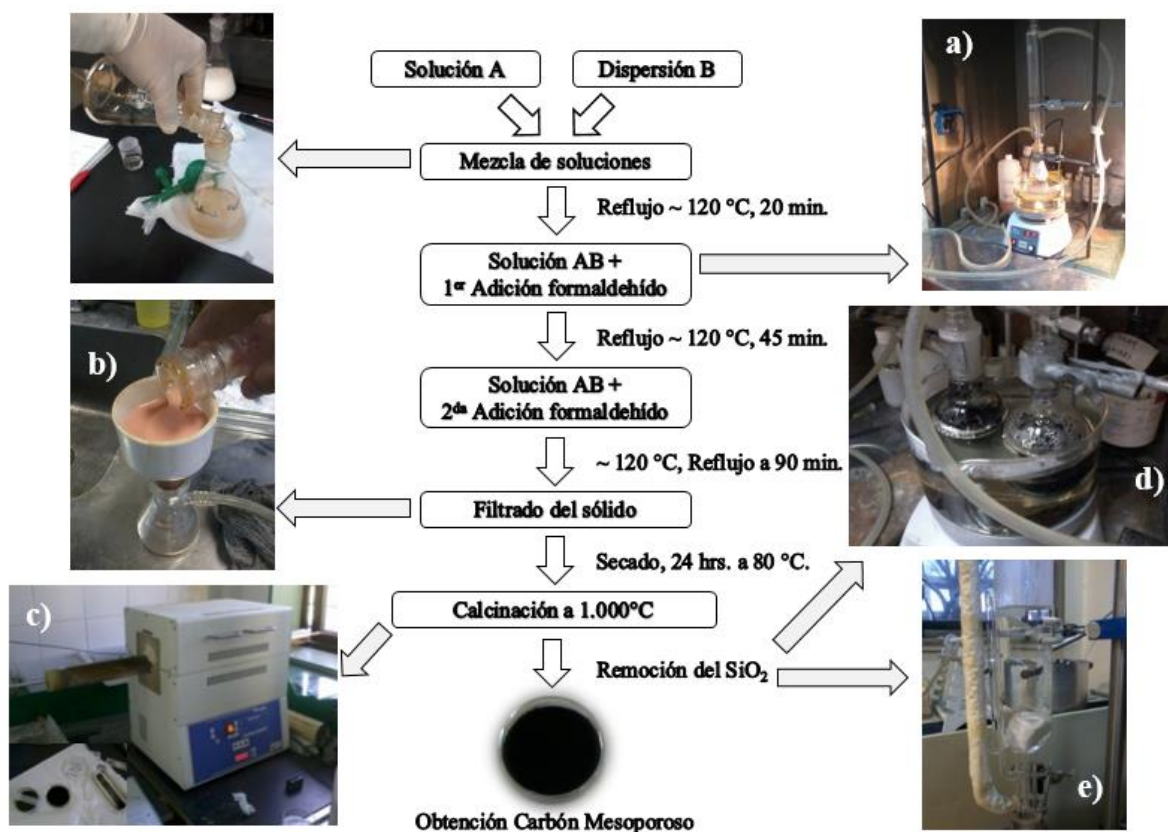 a)
Solución A
Dispersión B
Mezcla de soluciones
Reflujo ~ 120 °C, 20 min.
Solución AB +
1er Adición formaldehído
Reflujo ~ 120 °C, 45 min.
b)
Solución AB +
2da Adición formaldehído
~ 120 °C, Reflujo a 90 min.
d)
Filtrado del sólido
Secado, 24 hrs. a 80 °C.
c)
Calcinación a 1.000°C
Remoción del SiO2
e)
Obtención Carbón Mesoporoso